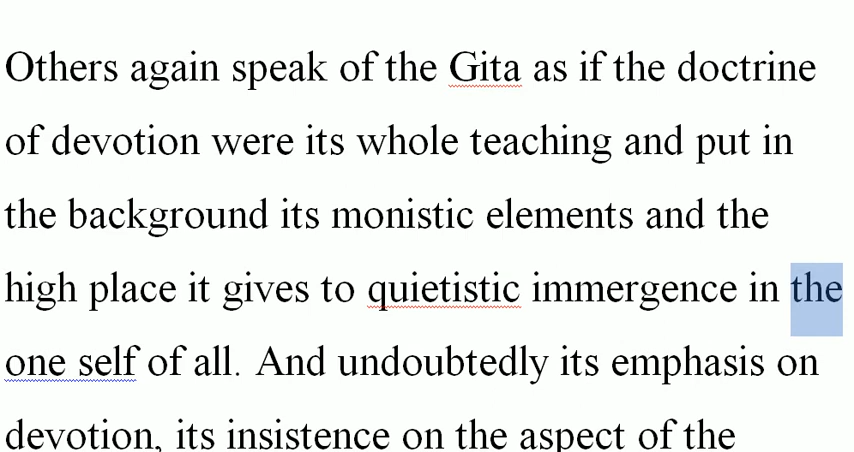 Others again speak of the Gita as if the doctrine
of devotion were its whole teaching and put in
the background its monistic elements and the
high place it gives to quietistic immergence in the
one self of all. And undoubtedly its emphasis on
devotion, its insistence on the aspect of the